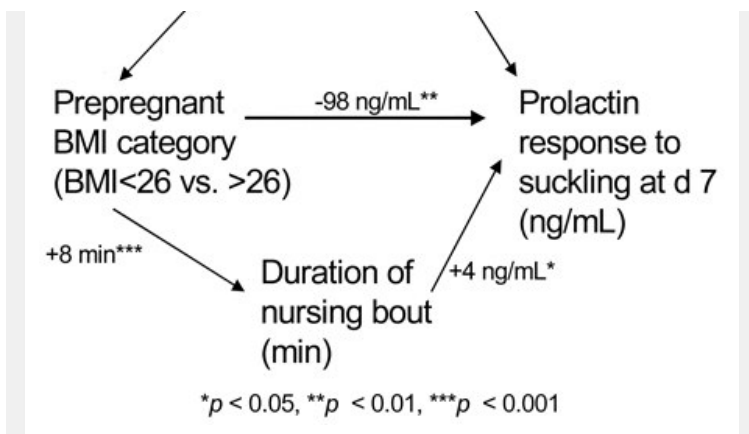 Prepregnant
BMI category
(BMI<26 vs. >26)
-98 ng/mL**
Prolactin
response to
suckling at d 7
(ng/mL)
+8 min***
Duration of
nursing bout
(min)
+4 ng/mL*
*p < 0.05, **p < 0.01, ***p < 0.001